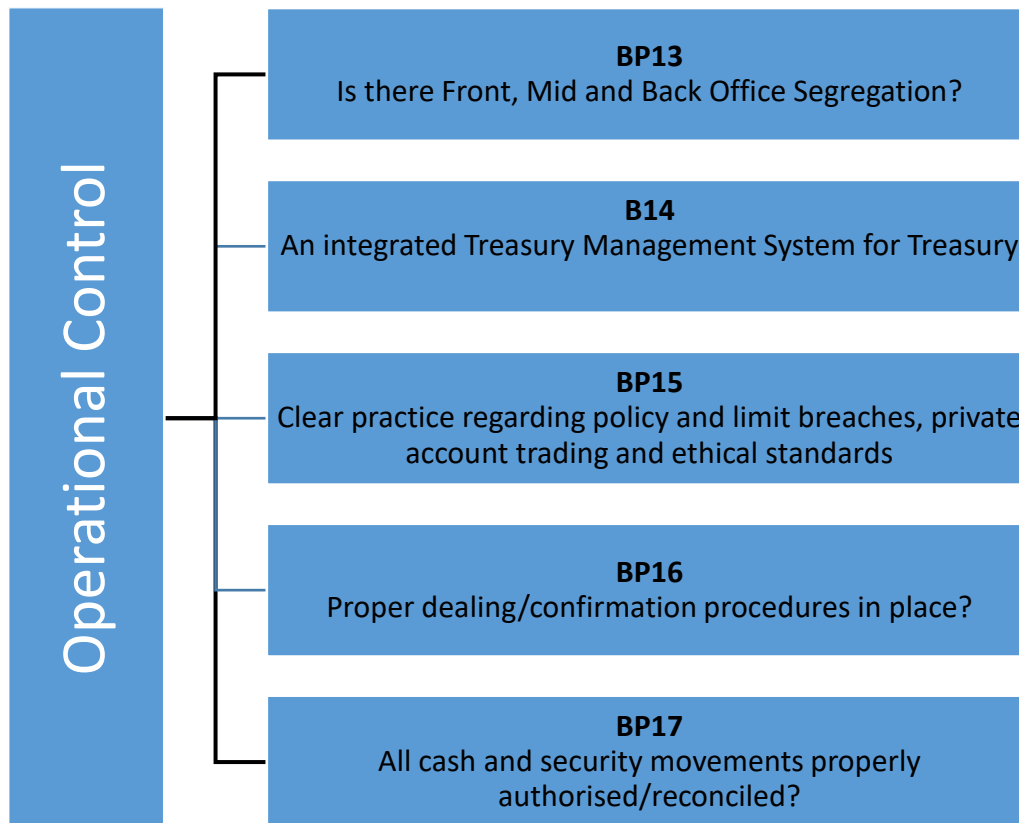 Operational Control
BP13
Is there Front, Mid and Back Office Segregation?
B14
An integrated Treasury Management System for Treasury
BP15
Clear practice regarding policy and limit breaches, private
account trading and ethical standards
BP16
Proper dealing/confirmation procedures in place?
BP17
All cash and security movements properly
authorised/reconciled?